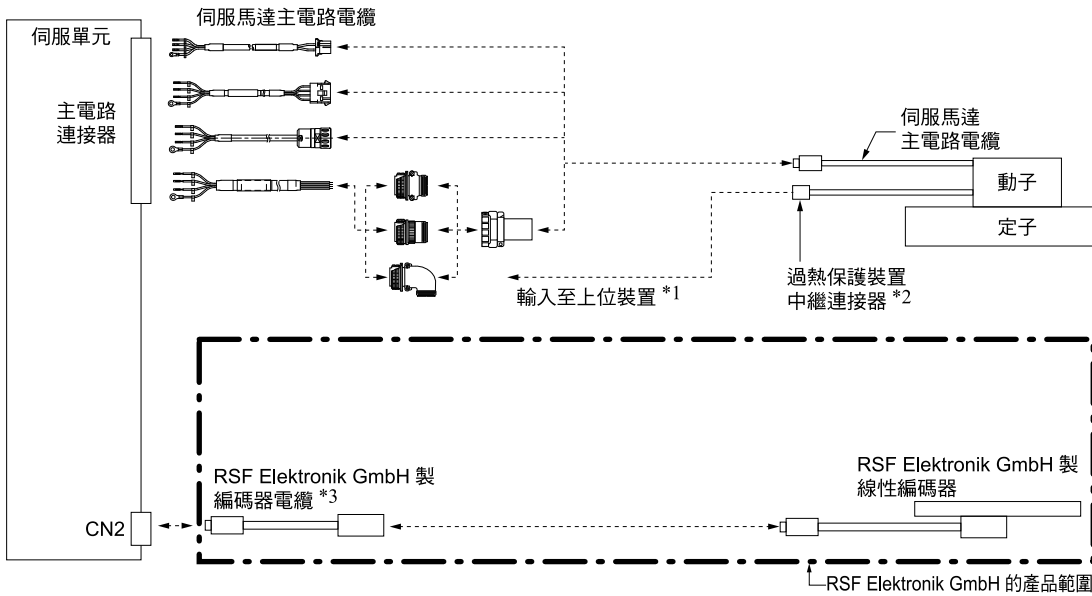 伺服單元
伺服馬達主電路電纜
主電路
連接器
伺服馬達
主電路電纜
動子
定子
過熱保護裝置
中繼連接器 *2
輸入至上位裝置 *1
RSF Elektronik GmbH 製
編碼器電纜 *3
RSF Elektronik GmbH 製
線性編碼器
CN2
RSF Elektronik GmbH 的產品範圍